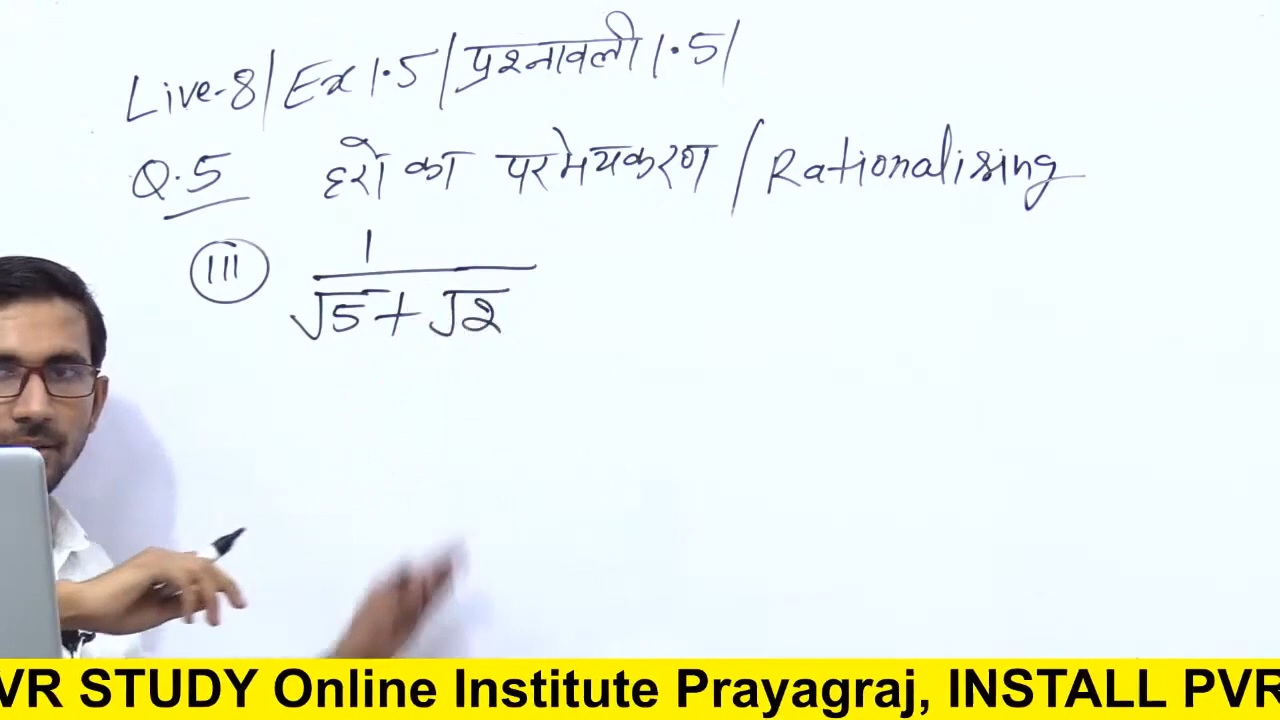 Live-8/ Ex 1.5/ प्रश्नावली 1.5/
Q.5 हरो का परमेयकरण / Rationalising
(iii) 1
√5 + √2
VR STUDY Online Institute Prayagraj, INSTALL PVR